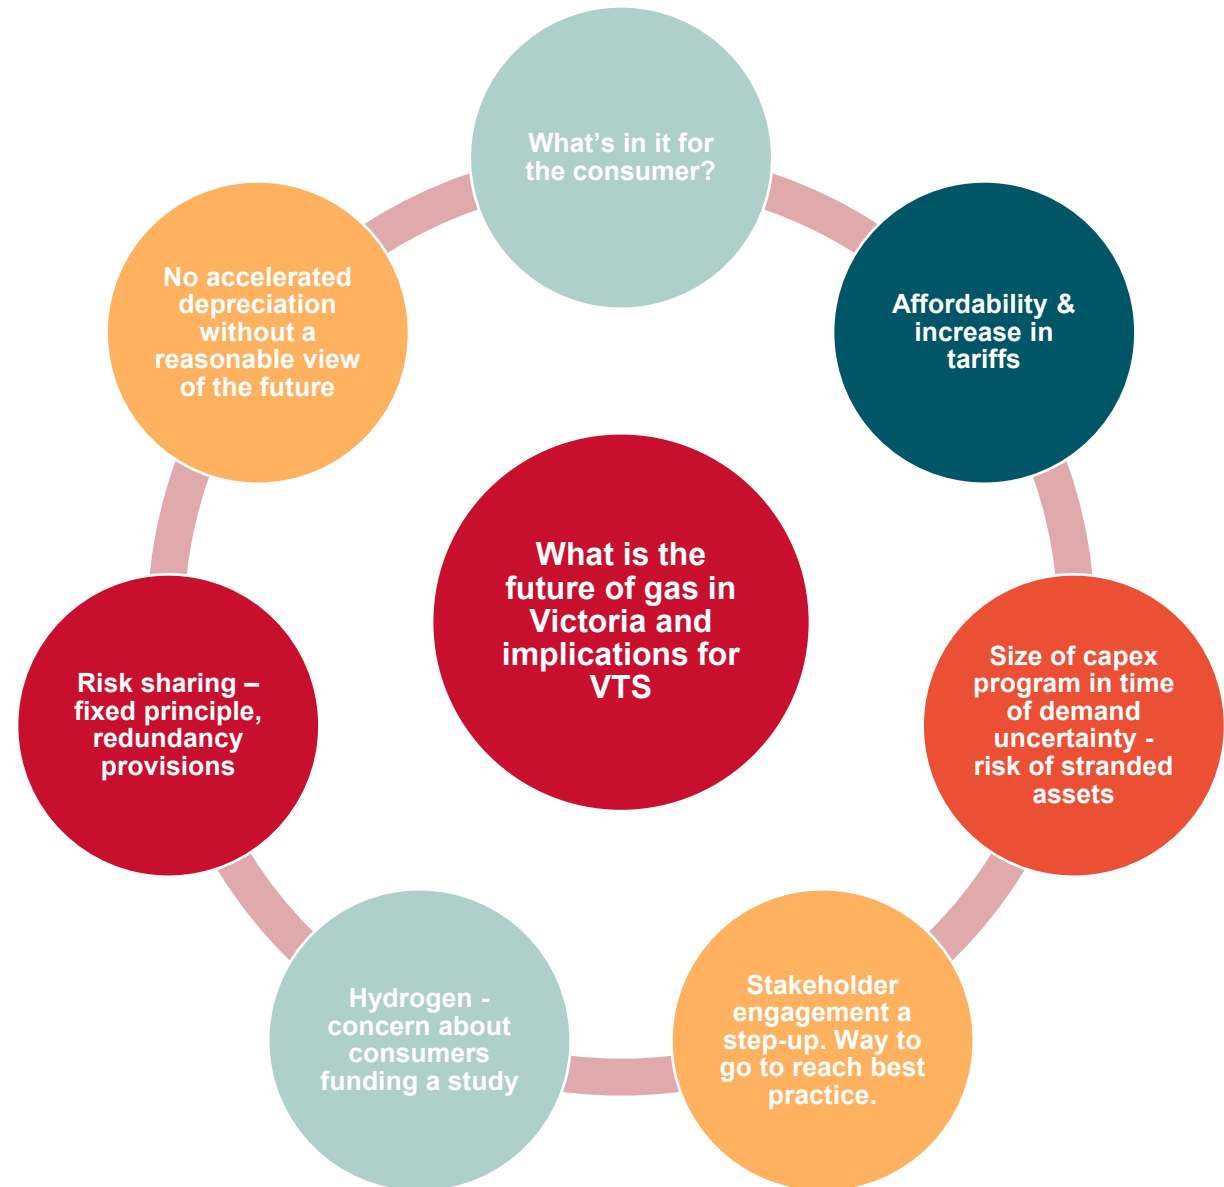 What's in it for
the consumer?
Affordability &
increase in
tariffs
Size of capex
program in time
of demand
uncertainty -
risk of stranded
assets
Stakeholder
engagement a
step-up. Way to
go to reach best
practice.
Hydrogen -
concern about
consumers
funding a study
Risk sharing –
fixed principle,
redundancy
provisions
No accelerated
depreciation
without a
reasonable view
of the future
What is the
future of gas in
Victoria and
implications for
VTS